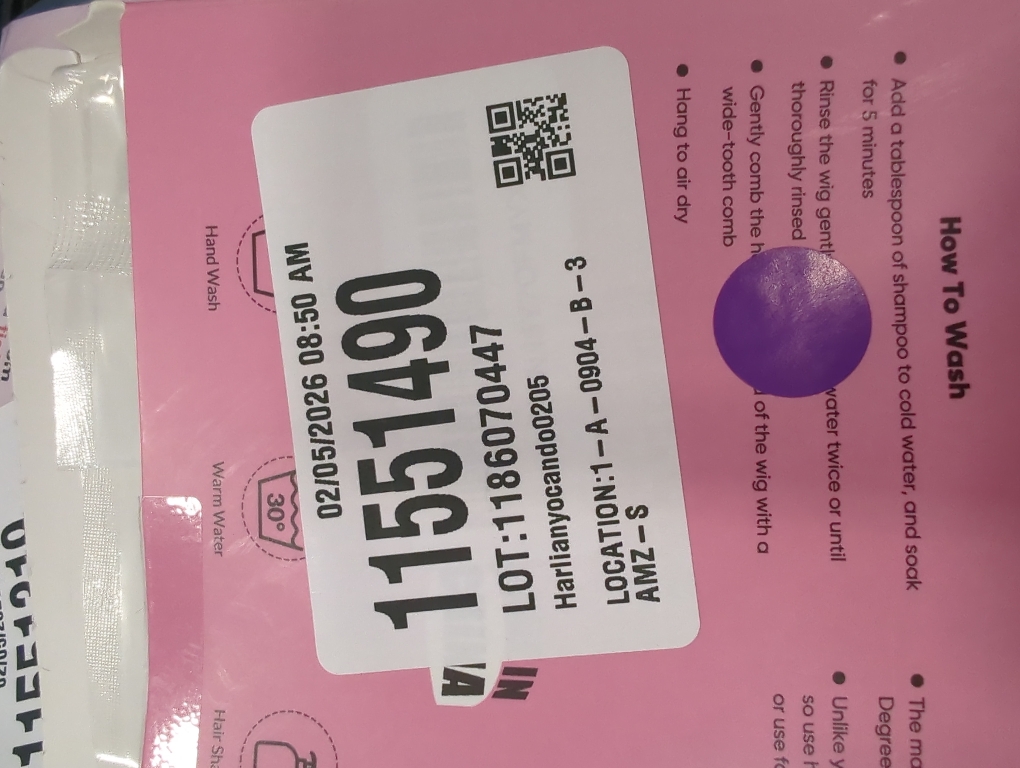 How To Wash
Add a tablespoon of shampoo to cold water, and soak
for 5 minutes
Rinse the wig water twice or until
thoroughly rinsed
Gently comb the of the wig with a
wide-tooth comb
Hang to air dry
Hand Wash
Warm Water
30°
Hair
02/05/2026 08:50 AM
11551490
LOT:1186070447
Harlianyocando0205
LOCATION:1-A-0904-B-3
AMZ-S
IN
The
Degree
Unlike
so use
or use
11551210